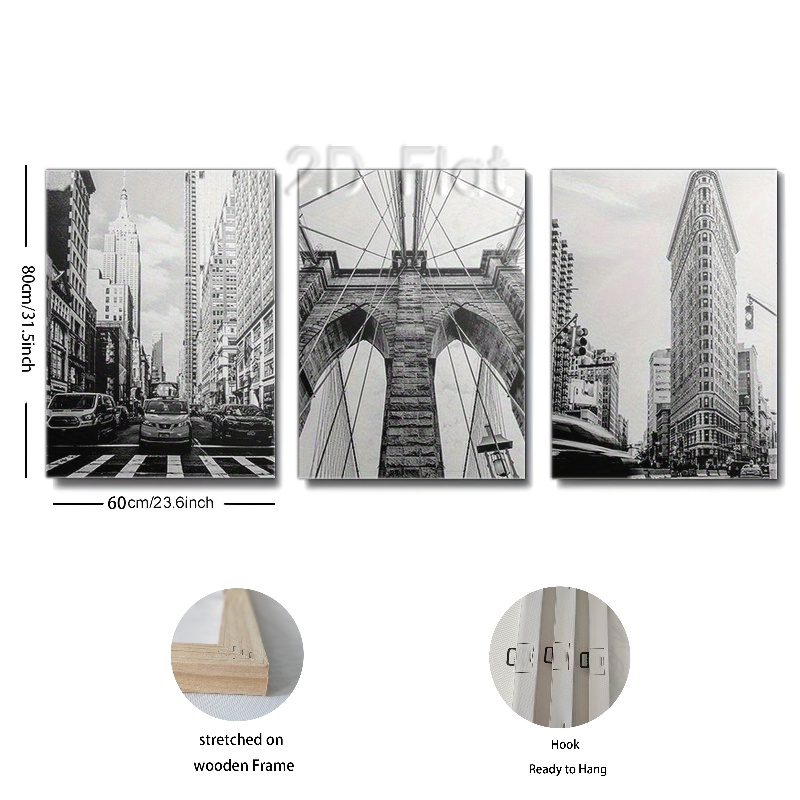 2D Flat
80cm/31.5inch
60cm/23.6inch
stretched on
wooden Frame
Hook
Ready to Hang